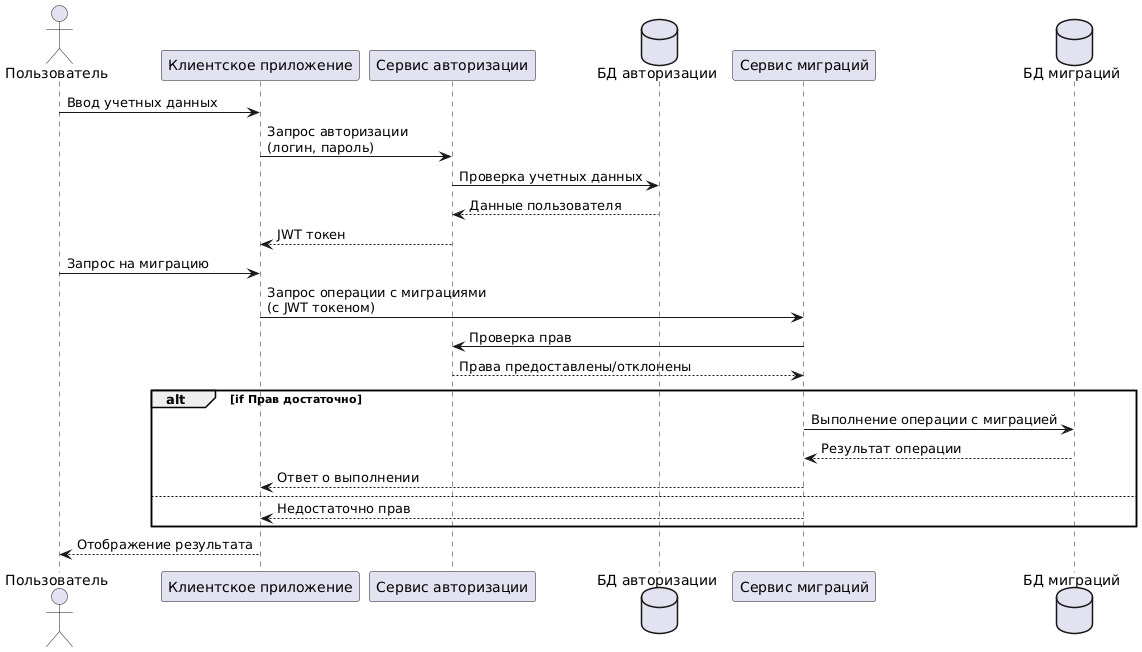 Пользователь
Клиентское приложение
Сервис авторизации
БД авторизации
Сервис миграций
БД миграций
Ввод учетных данных
Запрос авторизации
(логин, пароль)
Проверка учетных данных
Данные пользователя
JWT токен
Запрос на миграцию
Запрос операции с миграциями
(с JWT токеном)
Проверка прав
Права предоставлены/отклонены
alt
[if Прав достаточно]
Выполнение операции с миграцией
Результат операции
Ответ о выполнении
Недостаточно прав
Отображение результата
Пользователь
Клиентское приложение
Сервис авторизации
БД авторизации
Сервис миграций
БД миграций